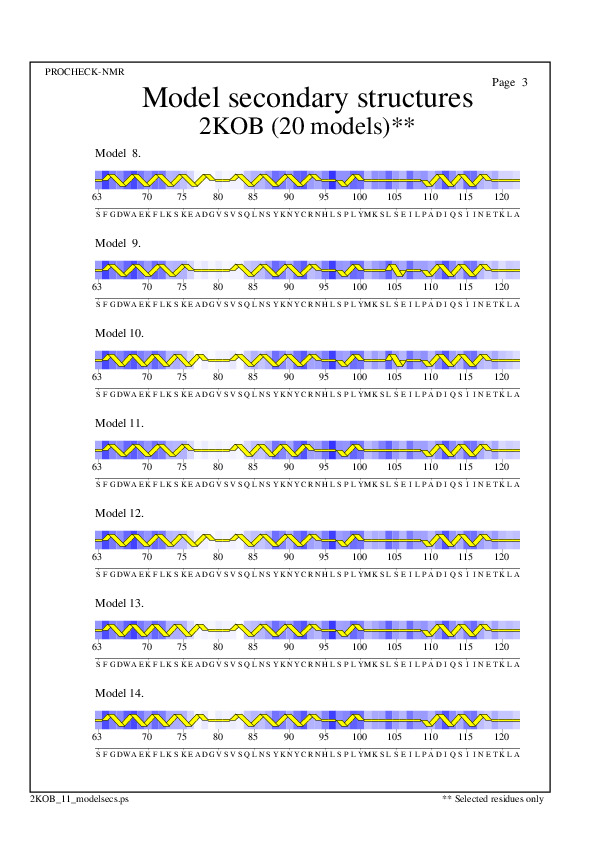 PROCHECK-NMR
Page 3
Model secondary structures
2KOB (20 models)**
Model 8.
63 70 75 80 85 90 95 100 105 110 115 120
S F G D W A E K F L K S K E A D G V S V S Q L N S Y K N Y C R N H L S P L Y M K S L S E I L P A D I Q S I I N E T K L A
Model 9.
63 70 75 80 85 90 95 100 105 110 115 120
S F G D W A E K F L K S K E A D G V S V S Q L N S Y K N Y C R N H L S P L Y M K S L S E I L P A D I Q S I I N E T K L A
Model 10.
63 70 75 80 85 90 95 100 105 110 115 120
S F G D W A E K F L K S K E A D G V S V S Q L N S Y K N Y C R N H L S P L Y M K S L S E I L P A D I Q S I I N E T K L A
Model 11.
63 70 75 80 85 90 95 100 105 110 115 120
S F G D W A E K F L K S K E A D G V S V S Q L N S Y K N Y C R N H L S P L Y M K S L S E I L P A D I Q S I I N E T K L A
Model 12.
63 70 75 80 85 90 95 100 105 110 115 120
S F G D W A E K F L K S K E A D G V S V S Q L N S Y K N Y C R N H L S P L Y M K S L S E I L P A D I Q S I I N E T K L A
Model 13.
63 70 75 80 85 90 95 100 105 110 115 120
S F G D W A E K F L K S K E A D G V S V S Q L N S Y K N Y C R N H L S P L Y M K S L S E I L P A D I Q S I I N E T K L A
Model 14.
63 70 75 80 85 90 95 100 105 110 115 120
S F G D W A E K F L K S K E A D G V S V S Q L N S Y K N Y C R N H L S P L Y M K S L S E I L P A D I Q S I I N E T K L A
2KOB_11_modelsecs.ps
** Selected residues only